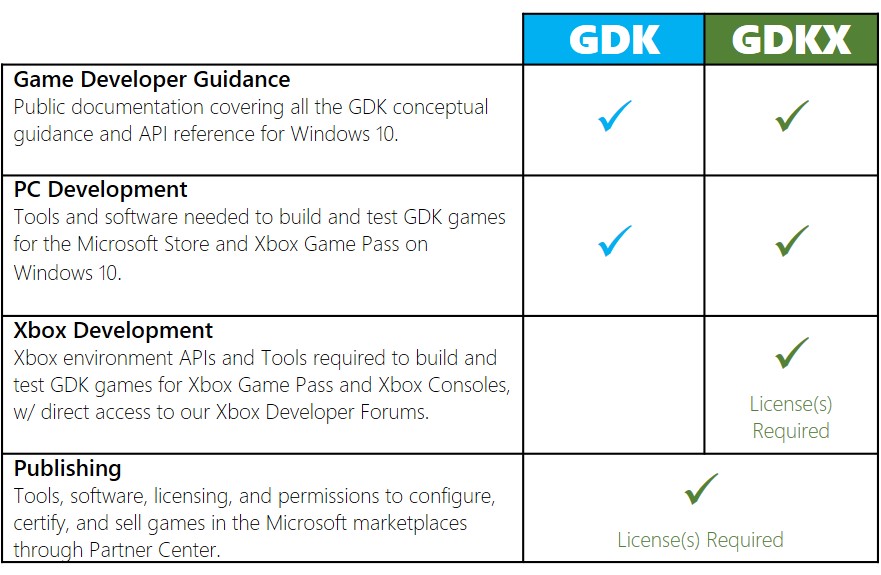 GDK GDKX
Game Developer Guidance
Public documentation covering all the GDK conceptual
guidance and API reference for Windows 10.
PC Development
Tools and software needed to build and test GDK games
for the Microsoft Store and Xbox Game Pass on
Windows 10.
Xbox Development
Xbox environment APIs and Tools required to build and
test GDK games for Xbox Game Pass and Xbox Consoles,
w/ direct access to our Xbox Developer Forums.
License(s)
Required
Publishing
Tools, software, licensing, and permissions to configure,
certify, and sell games in the Microsoft marketplaces
through Partner Center.
License(s) Required